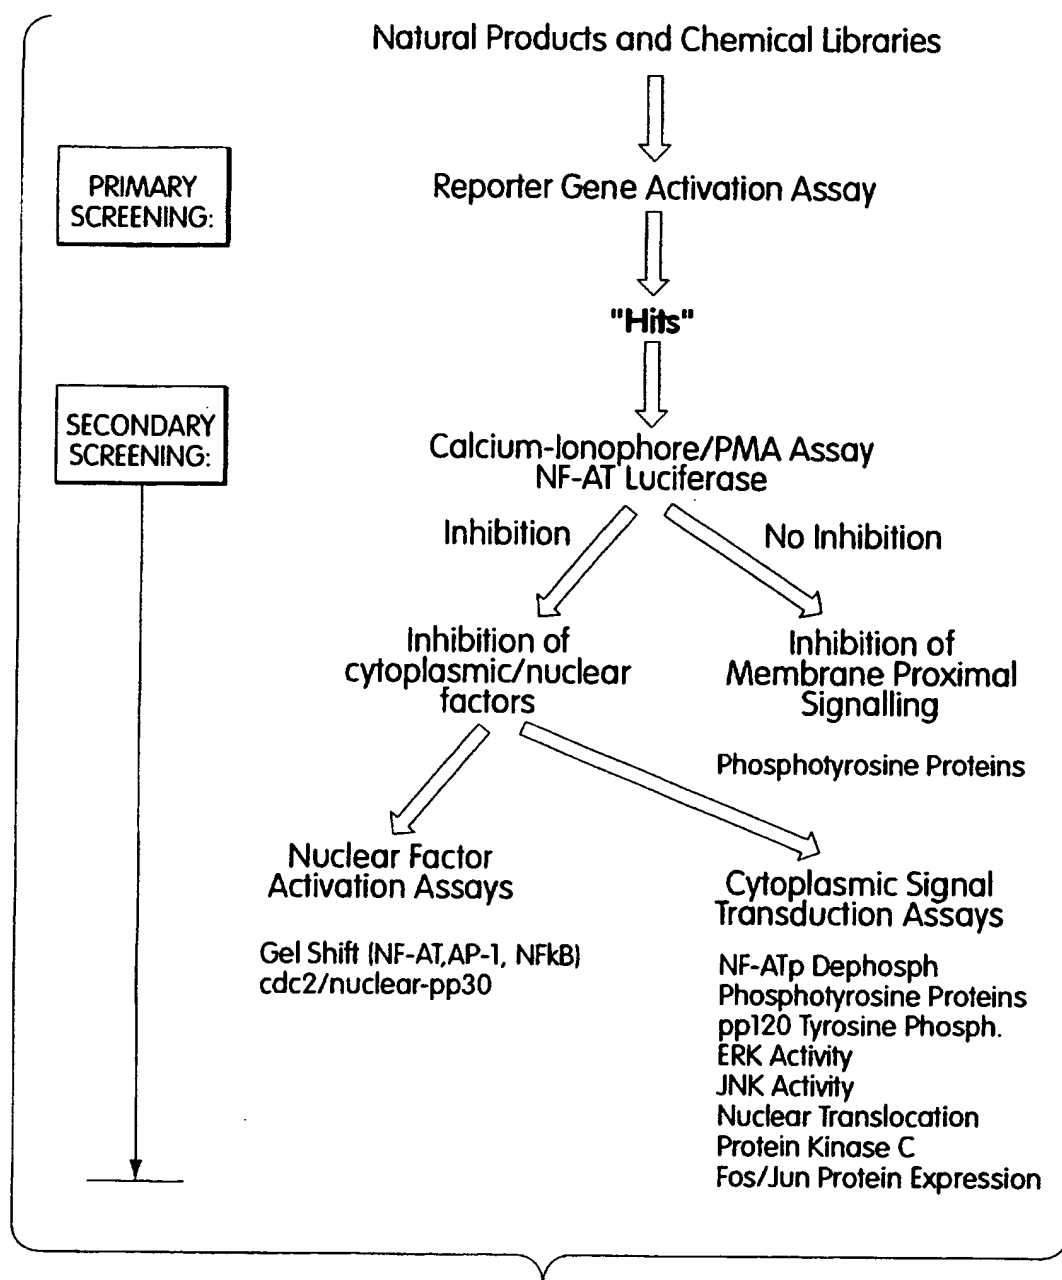 Natural Products and Chemical Libraries
PRIMARY
SCREENING:
Reporter Gene Activation Assay
"Hits"
SECONDARY
SCREENING:
Calcium-Ionophore/PMA Assay
NF-AT Luciferase
Inhibition
No Inhibition
Inhibition of
cytoplasmic/nuclear
factors
Inhibition of
Membrane Proximal
Signalling
Phosphotyrosine Proteins
Nuclear Factor
Activation Assays
Gel Shift (NF-AT,AP-1, NFkB)
cdc2/nuclear-pp30
Cytoplasmic Signal
Transduction Assays
NF-ATp Dephosph
Phosphotyrosine Proteins
pp120 Tyrosine Phosph.
ERK Activity
JNK Activity
Nuclear Translocation
Protein Kinase C
Fos/Jun Protein Expression